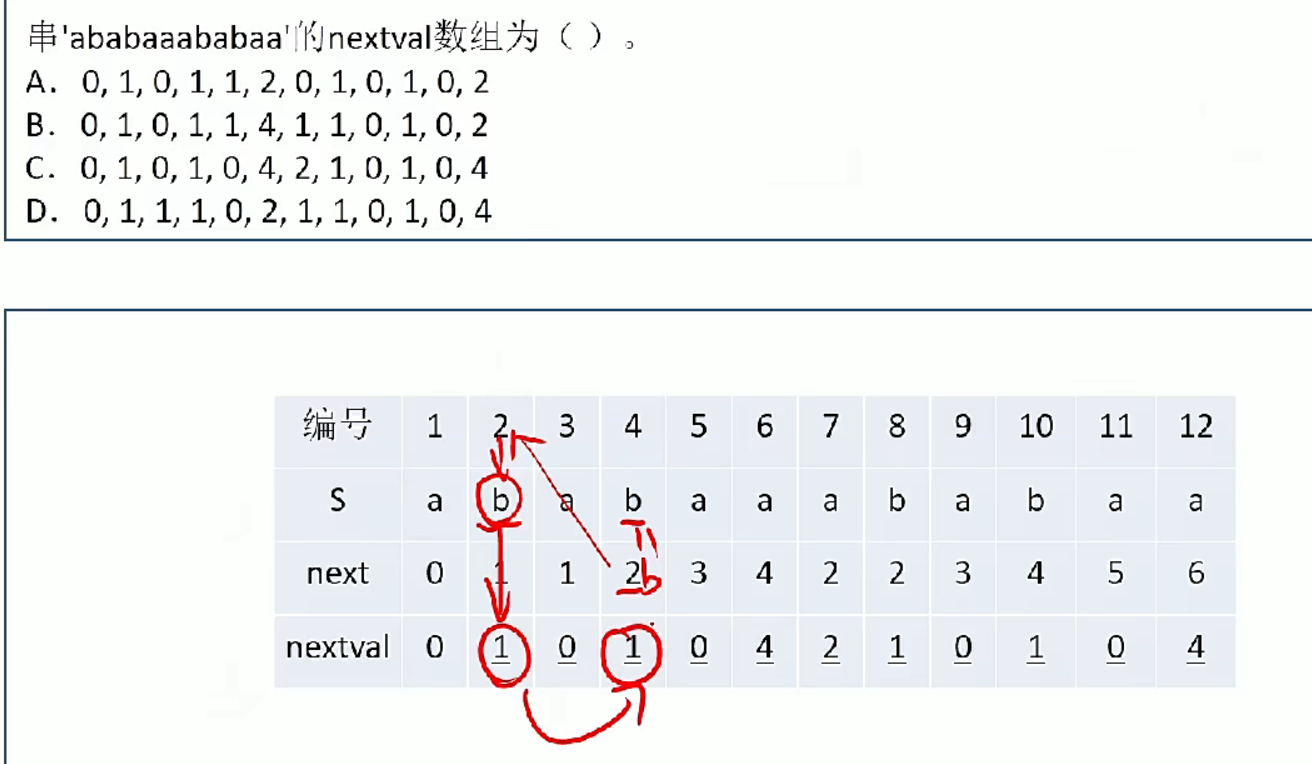 串'ababaaababaa'的nextval数组为（ ）。
A. 0, 1, 0, 1, 1, 2, 0, 1, 0, 1, 0, 2
B. 0, 1, 0, 1, 1, 4, 1, 1, 0, 1, 0, 2
C. 0, 1, 0, 1, 0, 4, 2, 1, 0, 1, 0, 4
D. 0, 1, 1, 1, 0, 2, 1, 1, 0, 1, 0, 4
编号 1 2 3 4 5 6 7 8 9 10 11 12
S a b a b a a a b a b a a
next 0 1 1 2 b 3 4 2 2 3 4 5 6
nextval 0 1 0 1 0 4 2 1 0 1 0 4